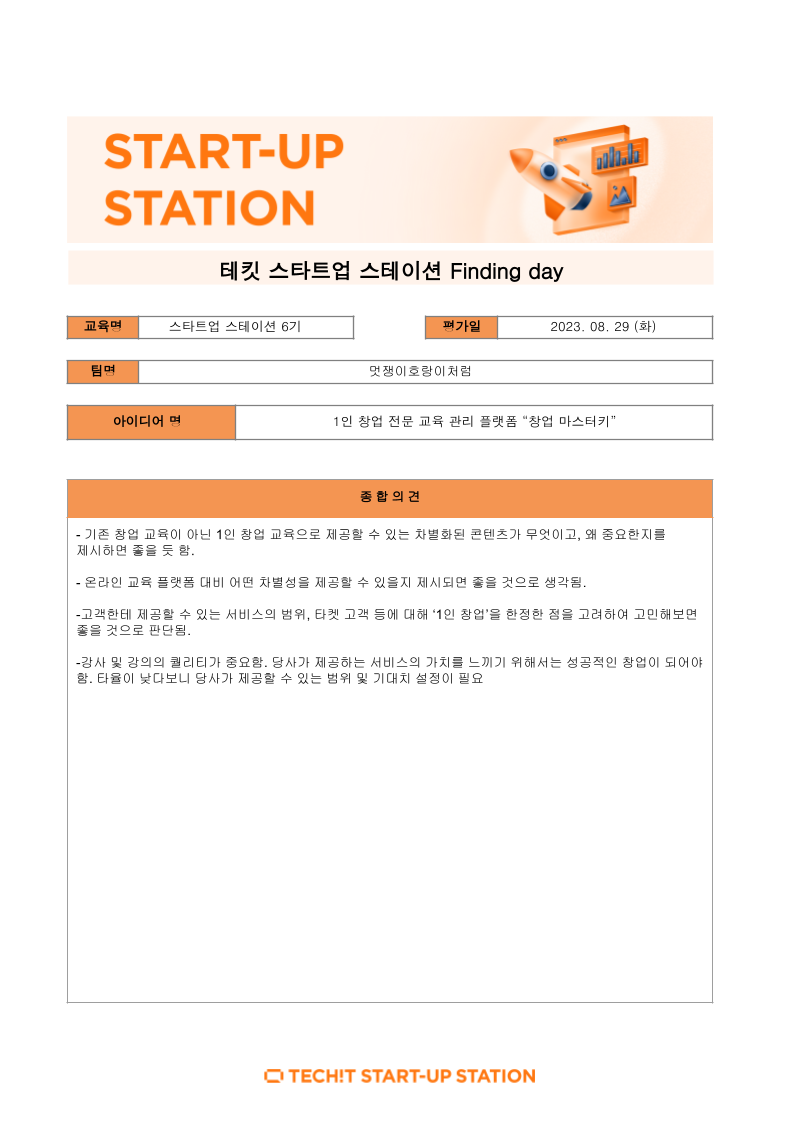 START-UP
STATION
테킷 스타트업 스테이션 Finding day
교육명 스타트업 스테이션 6기 평가일 2023. 08. 29 (화)
팀명 멋쟁이호랑이처럼
아이디어 명 1인 창업 전문 교육 관리 플랫폼 “창업 마스터키”
종 합 의 견
- 기존 창업 교육이 아닌 1인 창업 교육으로 제공할 수 있는 차별화된 콘텐츠가 무엇이고, 왜 중요한지를
제시하면 좋을 듯 함.
- 온라인 교육 플랫폼 대비 어떤 차별성을 제공할 수 있을지 제시되면 좋을 것으로 생각됨.
-고객한테 제공할 수 있는 서비스의 범위, 타켓 고객 등에 대해 ‘1인 창업’을 한정한 점을 고려하여 고민해보면
좋을 것으로 판단됨.
-강사 및 강의의 퀄리티가 중요함. 당사가 제공하는 서비스의 가치를 느끼기 위해서는 성공적인 창업이 되어야
함. 타율이 낮다보니 당사가 제공할 수 있는 범위 및 기대치 설정이 필요
TECH!T START-UP STATION